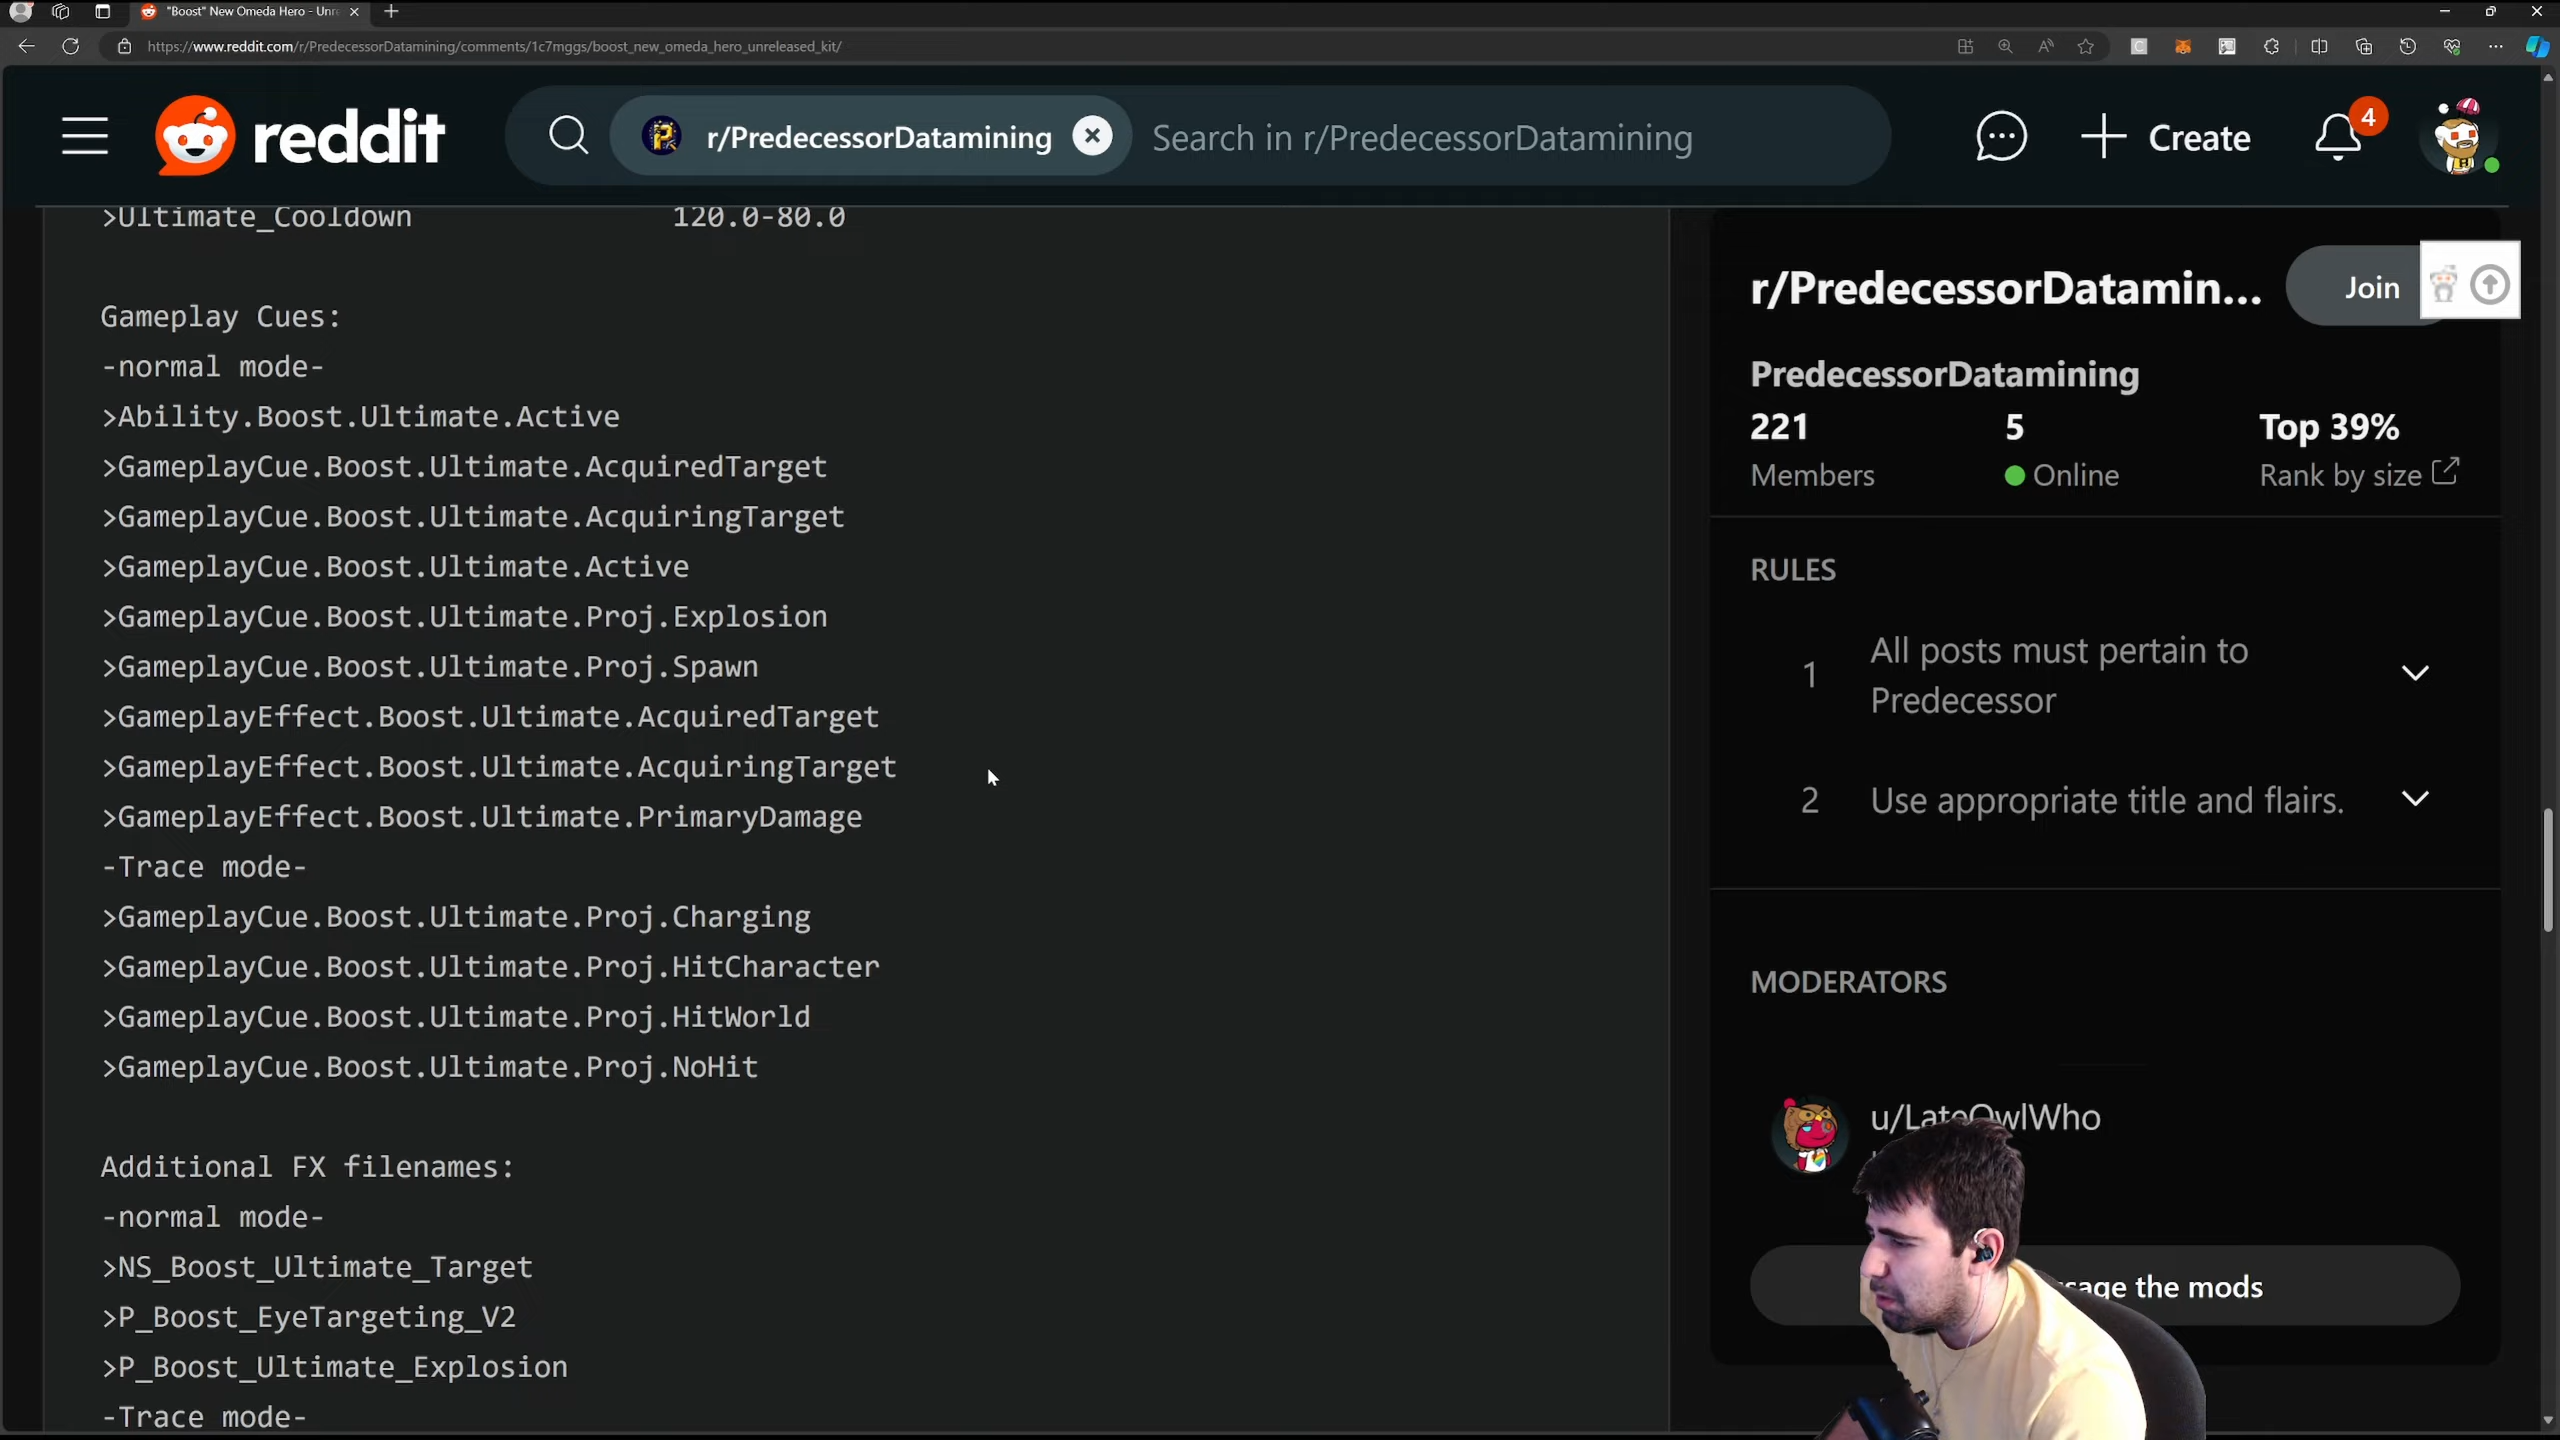 "Boost" New Omeda Hero - Unre
https://www.reddit.com/r/PredecessorDatamining/comments/1c7mggs/boost_new_omeda_hero_unreleased_kit/
reddit
r/PredecessorDatamining
Search in r/PredecessorDatamining
Create
4
>Ultimate_Cooldown 120.0-80.0
Gameplay Cues:
-normal mode-
>Ability.Boost.Ultimate.Active
>GameplayCue.Boost.Ultimate.AcquiredTarget
>GameplayCue.Boost.Ultimate.AcquiringTarget
>GameplayCue.Boost.Ultimate.Active
>GameplayCue.Boost.Ultimate.Proj.Explosion
>GameplayCue.Boost.Ultimate.Proj.Spawn
>GameplayEffect.Boost.Ultimate.AcquiredTarget
>GameplayEffect.Boost.Ultimate.AcquiringTarget
>GameplayEffect.Boost.Ultimate.PrimaryDamage
-Trace mode-
>GameplayCue.Boost.Ultimate.Proj.Charging
>GameplayCue.Boost.Ultimate.Proj.HitCharacter
>GameplayCue.Boost.Ultimate.Proj.HitWorld
>GameplayCue.Boost.Ultimate.Proj.NoHit
Additional FX filenames:
-normal mode-
>NS_Boost_Ultimate_Target
>P_Boost_EyeTargeting_V2
>P_Boost_Ultimate_Explosion
-Trace mode-
r/PredecessorDatamin...
Join
PredecessorDatamining
221 5 Top 39%
Members Online Rank by size
RULES
1 All posts must pertain to
Predecessor
2 Use appropriate title and flairs.
MODERATORS
u/LateOwlWho
sage the mods